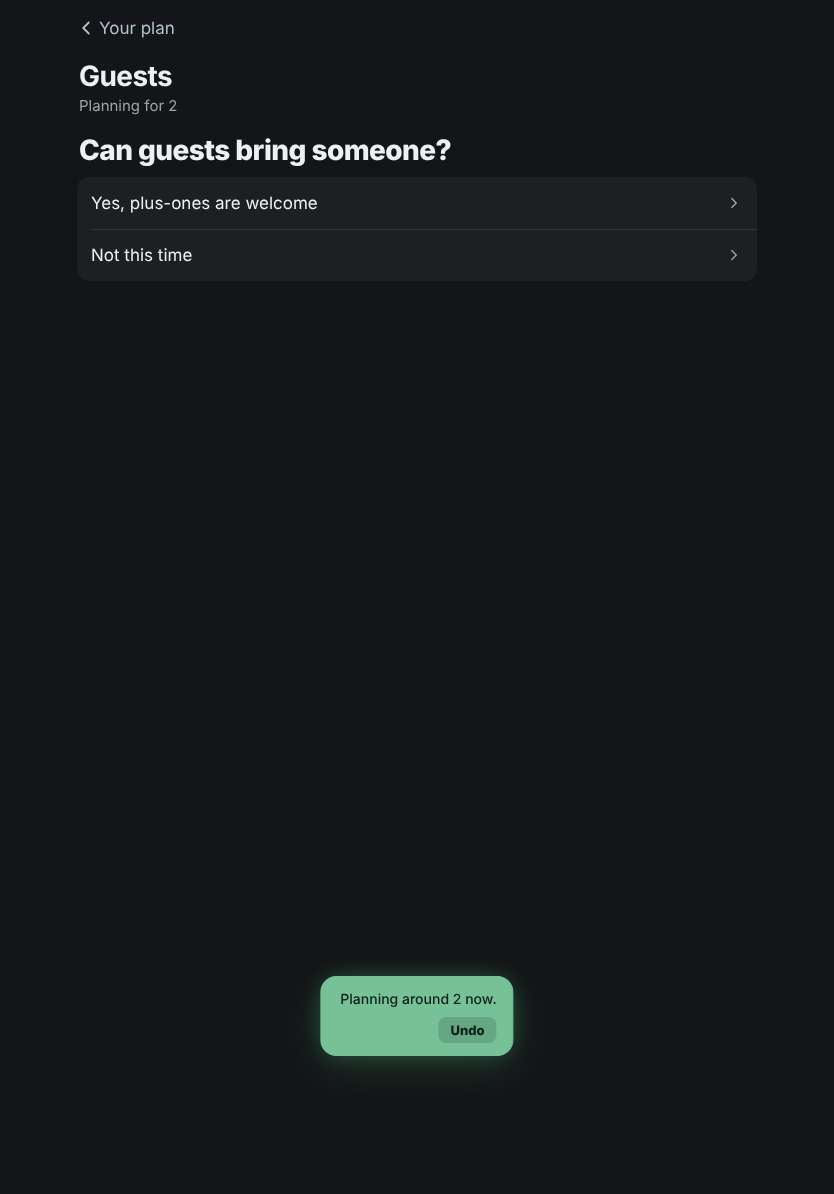 Your plan
Guests
Planning for 2
Can guests bring someone?
Yes, plus-ones are welcome
Not this time
Planning around 2 now.
Undo